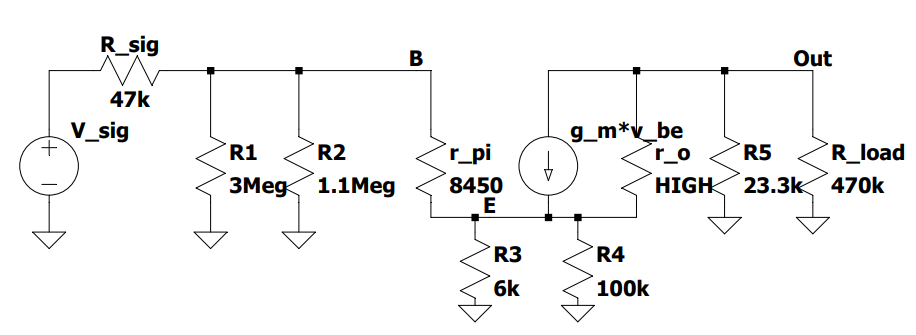 R_sig
47k
V_sig
R1
3Meg
R2
1.1Meg
B
r_pi
8450
E
g_m*v_be
r_o
HIGH
Out
R5
23.3k
R_load
470k
R3
6k
R4
100k